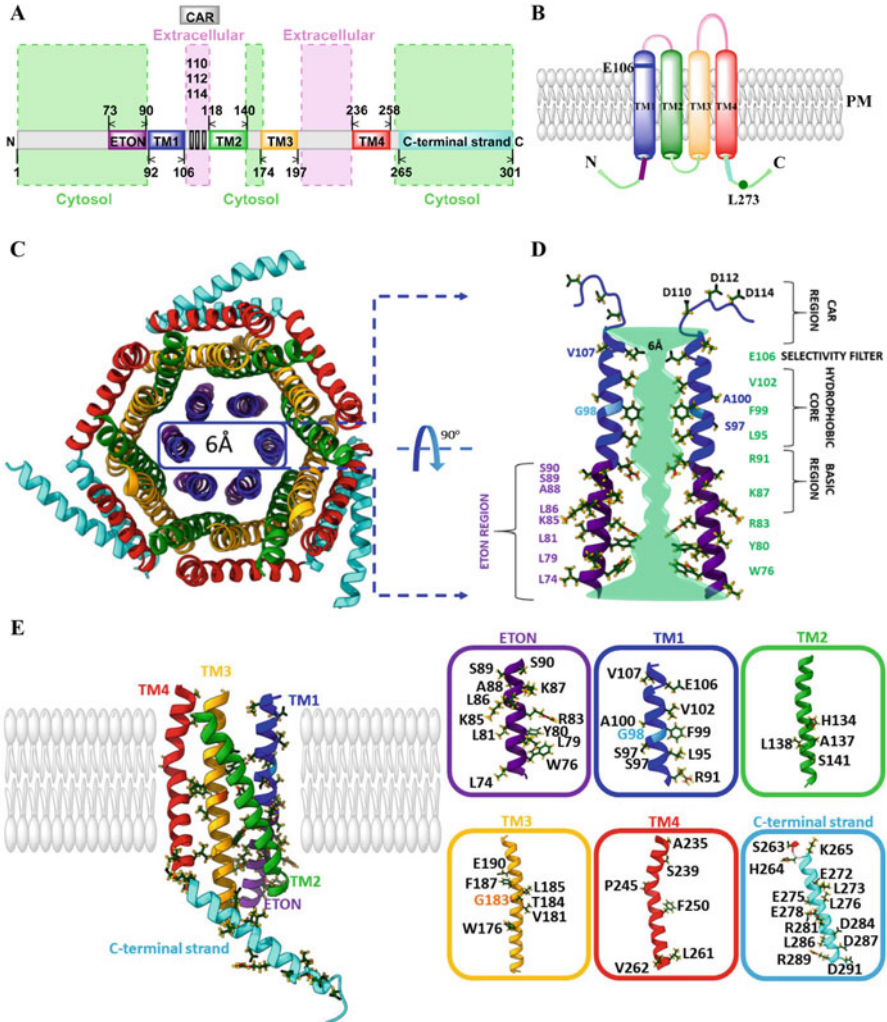 A
CAR
Extracellular
Extracellular
110
112
114
73
90
118
140
236
258
N
ETON
TM1
TM2
TM3
TM4
C-terminal strand
C
1
92
106
174
197
265
301
Cytosol
Cytosol
Cytosol
B
E106
TM1
TM2
TM3
TM4
PM
N
C
L273
C
6Å
90°
D
D112
D110
D114
CAR
REGION
6Å
V107
E106 SELECTIVITY FILTER
V102
A100
G98
F99
S97
L95
HYDROPHOBIC
CORE
R91
BASIC
REGION
S90
S89
A88
K87
L86
K85
R83
L81
Y80
L79
W76
L74
ETON REGION
E
TM3
TM4
TM1
TM2
ETON
C-terminal strand
ETON
S90
S89
A88
K87
L86
K85
R83
L81
Y80
L79
W76
L74
TM1
V107
E106
V102
A100
G98
F99
S97
L95
S97
R91
TM2
H134
L138
A137
S141
TM3
E190
F187
L185
G183
T184
V181
W176
TM4
A235
S239
P245
F250
L261
V262
C-terminal strand
S263
K265
H264
E272
L273
E275
L276
E278
R281
D284
L286
D287
R289
D291